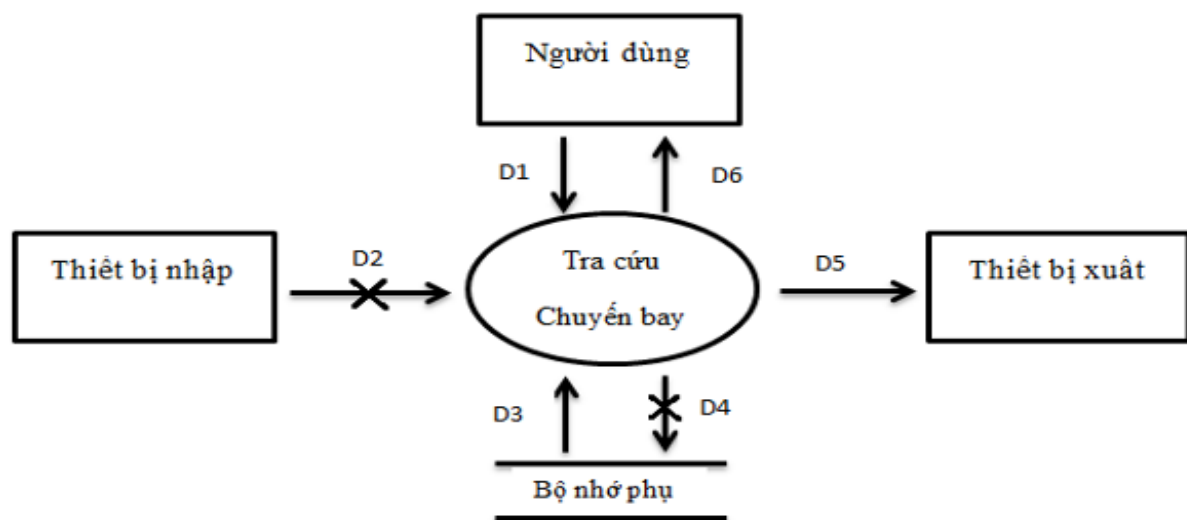 Người dùng
D1
D6
Thiết bị nhập
D2
Tra cứu
Chuyến bay
D5
Thiết bị xuất
D3
D4
Bộ nhớ phụ